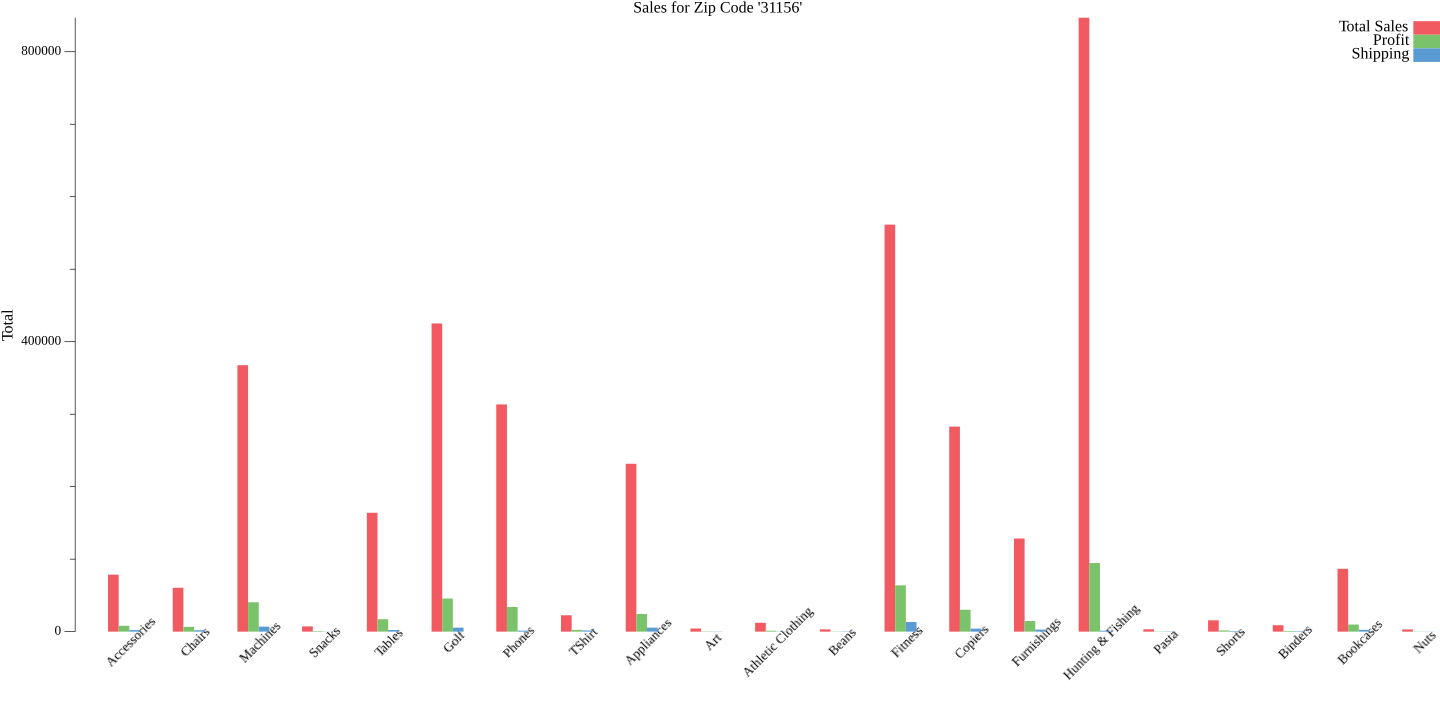 Sales for Zip Code '31156'
Total Sales
Profit
Shipping
Total
800000
400000
0
Accessories
Chairs
Machines
Snacks
Tables
Golf
Phones
TShirt
Appliances
Art
Athletic Clothing
Beans
Fitness
Copiers
Furnishings
Hunting & Fishing
Pasta
Shorts
Binders
Bookcases
Nuts